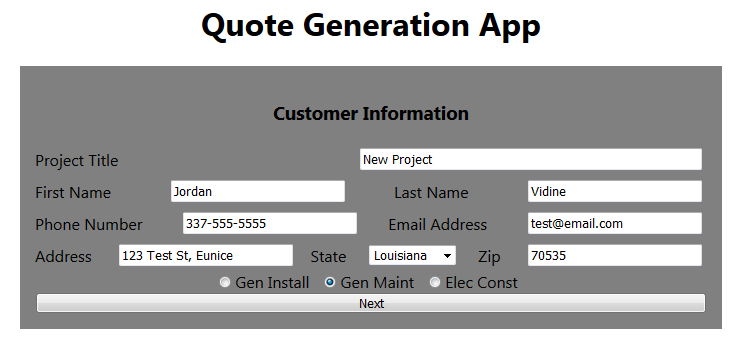 Quote Generation App
Customer Information
Project Title New Project
First Name Jordan Last Name Vidine
Phone Number 337-555-5555 Email Address test@email.com
Address 123 Test St, Eunice State Louisiana Zip 70535
Gen Install Gen Maint Elec Const
Next